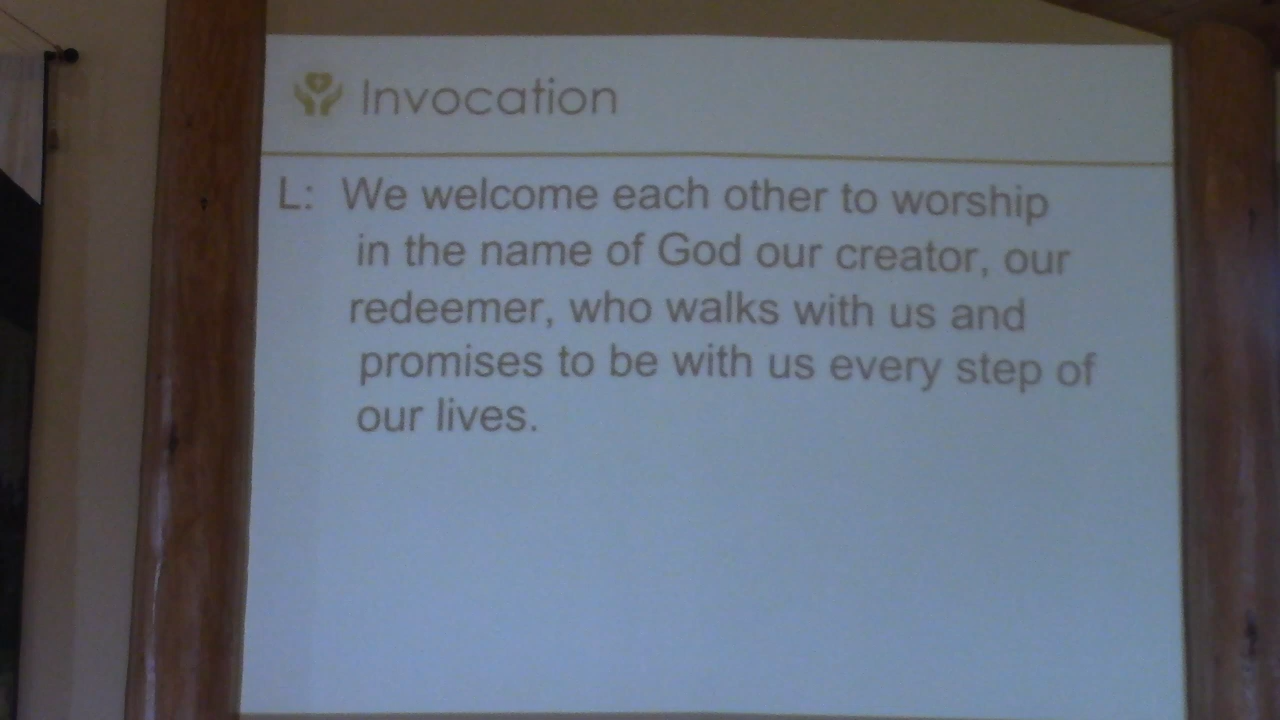 Invocation
L: We welcome each other to worship
in the name of God our creator, our
redeemer, who walks with us and
promises to be with us every step of
our lives.